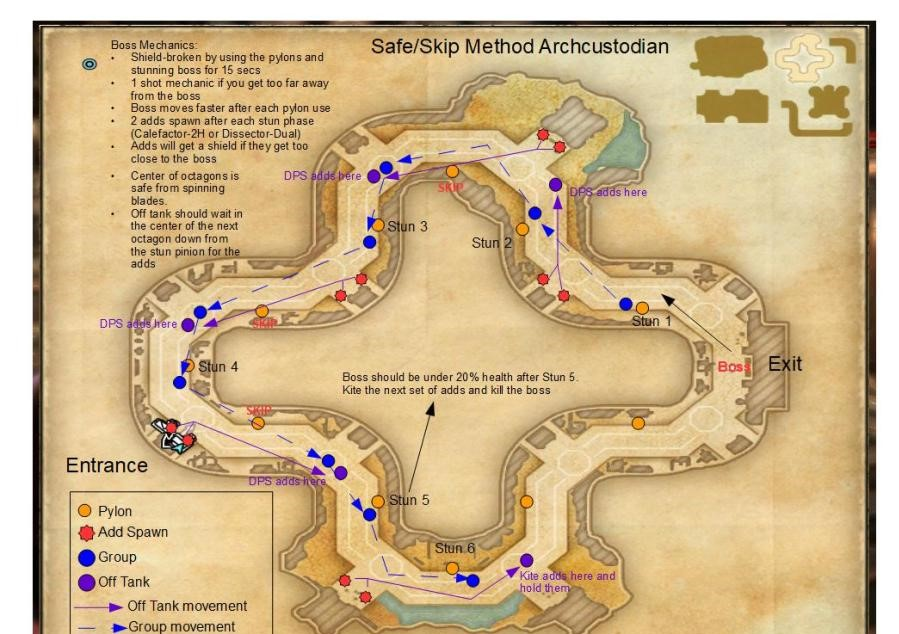 Safe/Skip Method Archcustodian
Boss Mechanics:
• Shield-broken by using the pylons and
stunning boss for 15 secs
• 1 shot mechanic if you get too far away
from the boss
• Boss moves faster after each pylon use
• 2 adds spawn after each stun phase
(Calefactor-2H or Dissector-Dual)
• Adds will get a shield if they get too
close to the boss
• Center of octagons is
safe from spinning
blades.
• Off tank should wait in
the center of the next
octagon down from
the stun pinion for the
adds
DPS adds here
SKIP
DPS adds here
Stun 3
Stun 2
DPS adds here
SKIP
Stun 1
Stun 4
Boss
Exit
Boss should be under 20% health after Stun 5.
Kite the next set of adds and kill the boss
SKIP
Entrance
DPS adds here
Stun 5
Stun 6
Kite adds here and
hold them
Pylon
Add Spawn
Group
Off Tank
Off Tank movement
Group movement